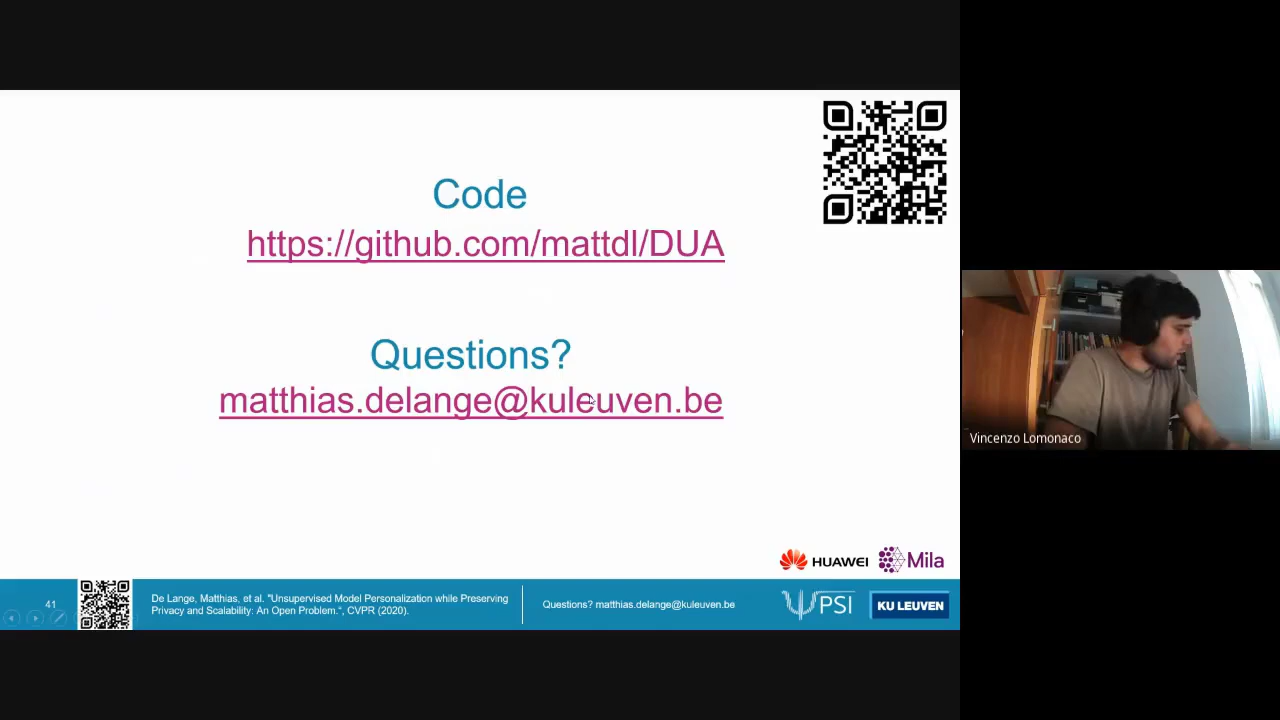 Code
https://github.com/mattdl/DUA
Questions?
matthias.delange@kuleuven.be
Vincenzo Lomonaco
HUAWEI
Mila
41
De Lange, Matthias, et al. "Unsupervised Model Personalization while Preserving
Privacy and Scalability: An Open Problem.", CVPR (2020).
Questions? matthias.delange@kuleuven.be
PSI
KU LEUVEN